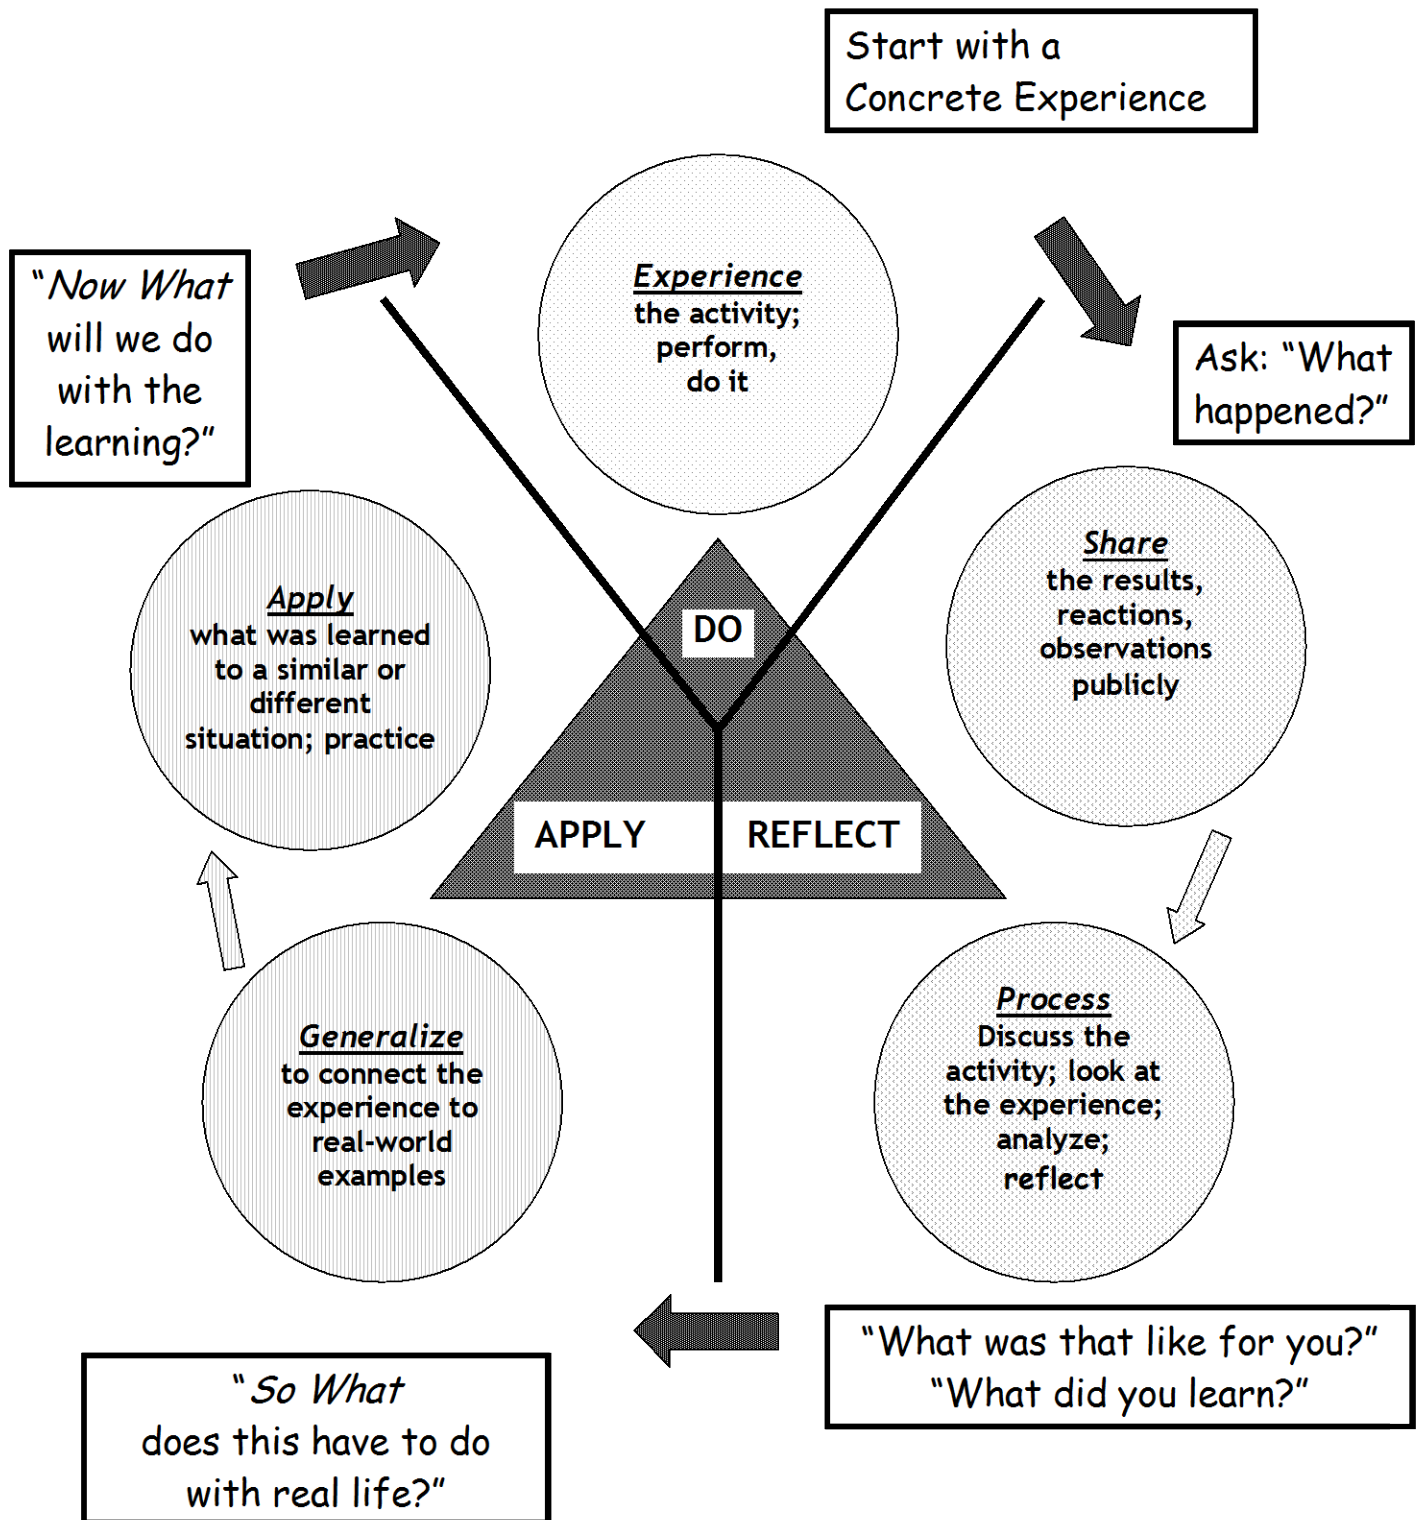 Start with a
Concrete Experience
Experience
the activity;
perform,
do it
Ask: “What
happened?”
Share
the results,
reactions,
observations
publicly
Process
Discuss the
activity; look at
the experience;
analyze;
reflect
“What was that like for you?”
“What did you learn?”
“So What
does this have to do
with real life?”
Generalize
to connect the
experience to
real-world
examples
Apply
what was learned
to a similar or
different
situation; practice
“Now What
will we do
with the
learning?”
DO
APPLY
REFLECT